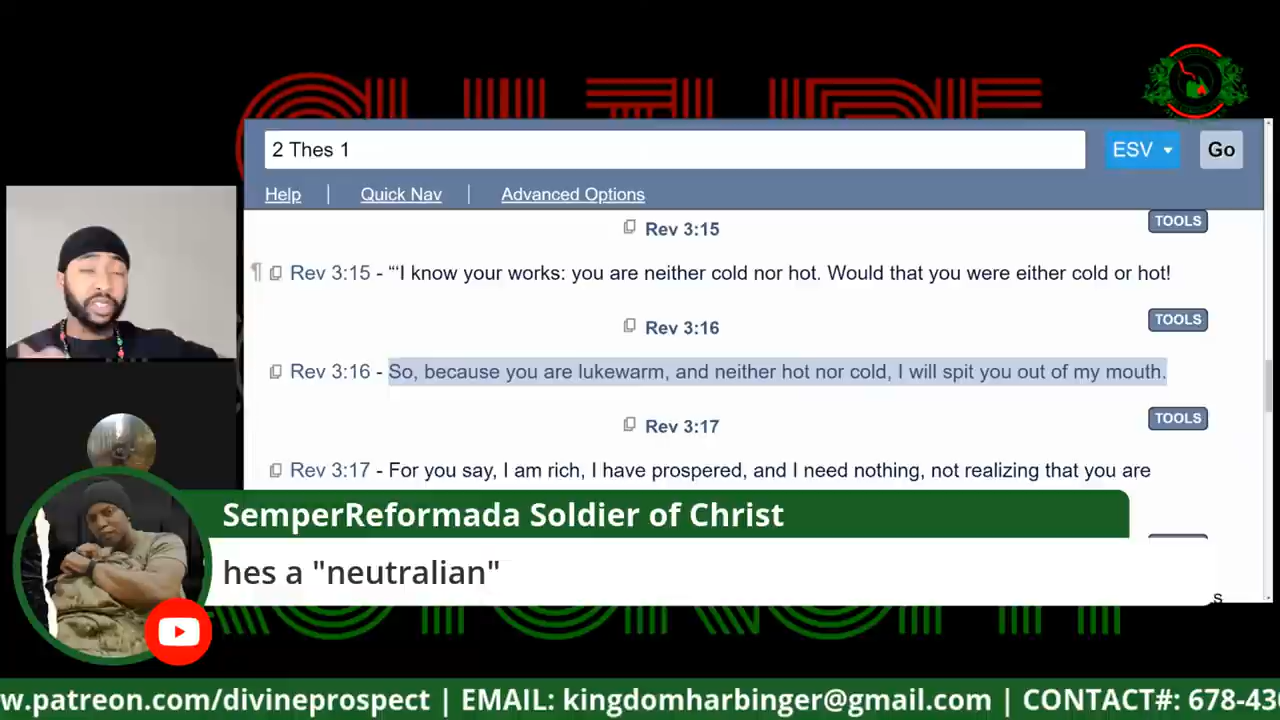 2 Thes 1
ESV
Go
Help | Quick Nav | Advanced Options
Rev 3:15
TOOLS
¶ Rev 3:15 - “‘I know your works: you are neither cold nor hot. Would that you were either cold or hot!
Rev 3:16
TOOLS
Rev 3:16 - So, because you are lukewarm, and neither hot nor cold, I will spit you out of my mouth.
Rev 3:17
TOOLS
Rev 3:17 - For you say, I am rich, I have prospered, and I need nothing, not realizing that you are
SemperReformada Soldier of Christ
hes a "neutralian"
w.patreon.com/divineprospect | EMAIL: kingdomharbinger@gmail.com | CONTACT#: 678-43